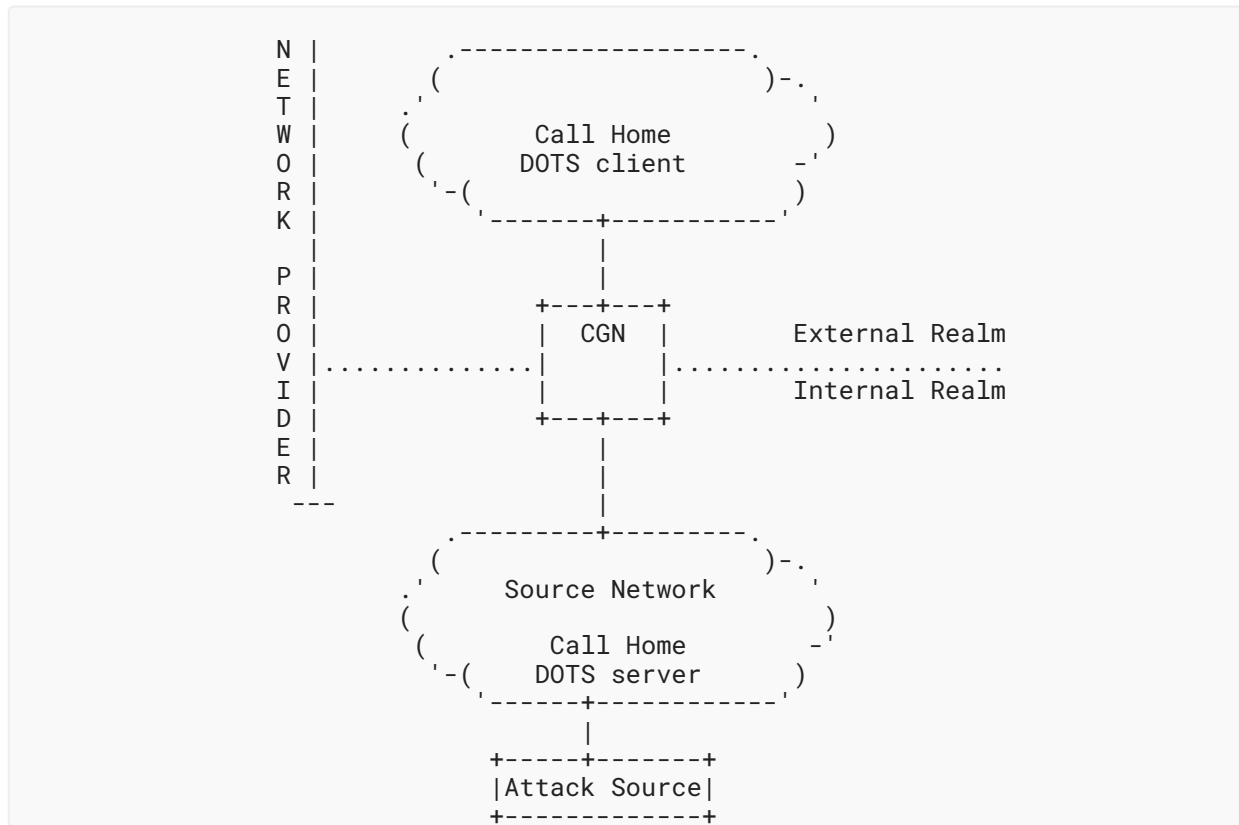 N |         .-------------------.
E |        (                     )-.
T |      .'                         '
W |      (        Call Home          )
O |       (      DOTS client       -'
R |        '-(                     )
K |           '-------+-----------'
  |                   |
P |                   |
R |               +---+---+
O |               |  CGN  |        External Realm
V |..............|       |......................
I |               |       |        Internal Realm
D |               +---+---+
E |                   |
R |                   |
 ---                  |
            .---------+---------.
           (                     )-.
         .'     Source Network      '
         (                           )
          (        Call Home        -'
           '-(    DOTS server      )
              '------+------------'
                     |
               +-----+-------+
               |Attack Source|
               +-------------+